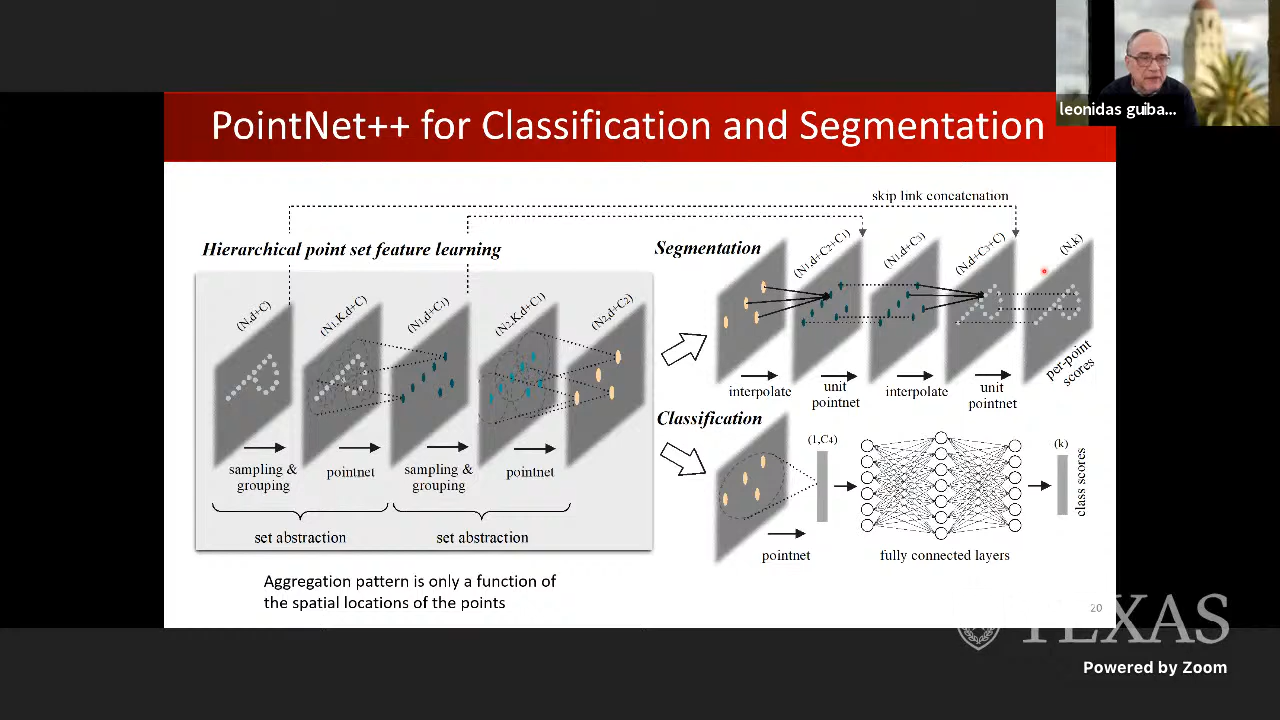 leonidas guiba...
PointNet++ for Classification and Segmentation
skip link concatenation
Hierarchical point set feature learning
Segmentation
(N,d+C)
(N1,K,d+C)
(N1,d+C1)
(N2,K,d+C1)
(N2,d+C2)
(N1,d+C2+C1)
(N1,d+C3)
(N,d+C3+C)
(N,k)
interpolate
unit
pointnet
interpolate
unit
pointnet
per-point
scores
sampling &
grouping
pointnet
sampling &
grouping
pointnet
set abstraction
set abstraction
Classification
(1,C4)
(k)
pointnet
fully connected layers
class scores
Aggregation pattern is only a function of
the spatial locations of the points
20
TEXAS
Powered by Zoom